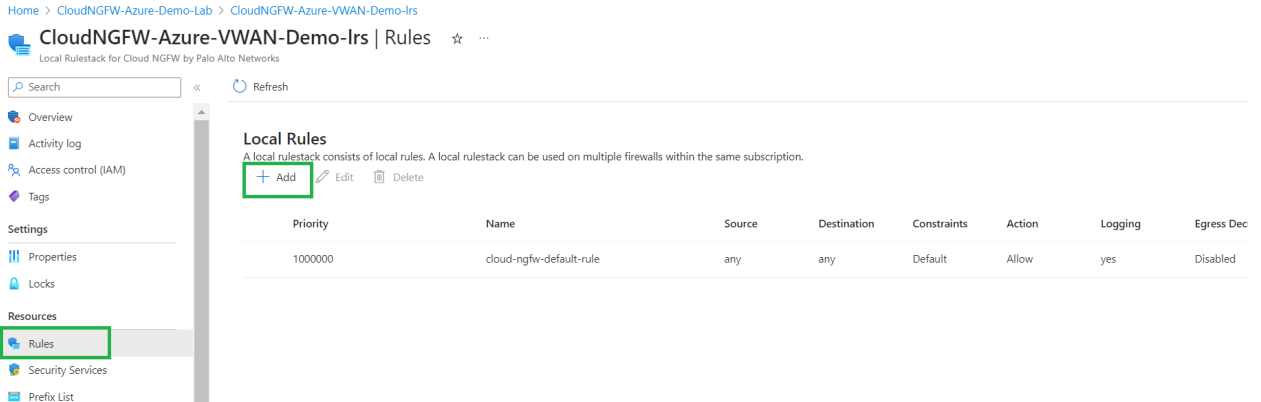 Home > CloudNGFW-Azure-Demo-Lab > CloudNGFW-Azure-VWAN-Demo-lrs
CloudNGFW-Azure-VWAN-Demo-lrs | Rules
Local Rulestack for Cloud NGFW by Palo Alto Networks
Search
Refresh
Overview
Activity log
Access control (IAM)
Tags
Settings
Properties
Locks
Resources
Rules
Security Services
Prefix List
Local Rules
A local rulestack consists of local rules. A local rulestack can be used on multiple firewalls within the same subscription.
Add Edit Delete
Priority Name Source Destination Constraints Action Logging Egress Dec
1000000 cloud-ngfw-default-rule any any Default Allow yes Disabled